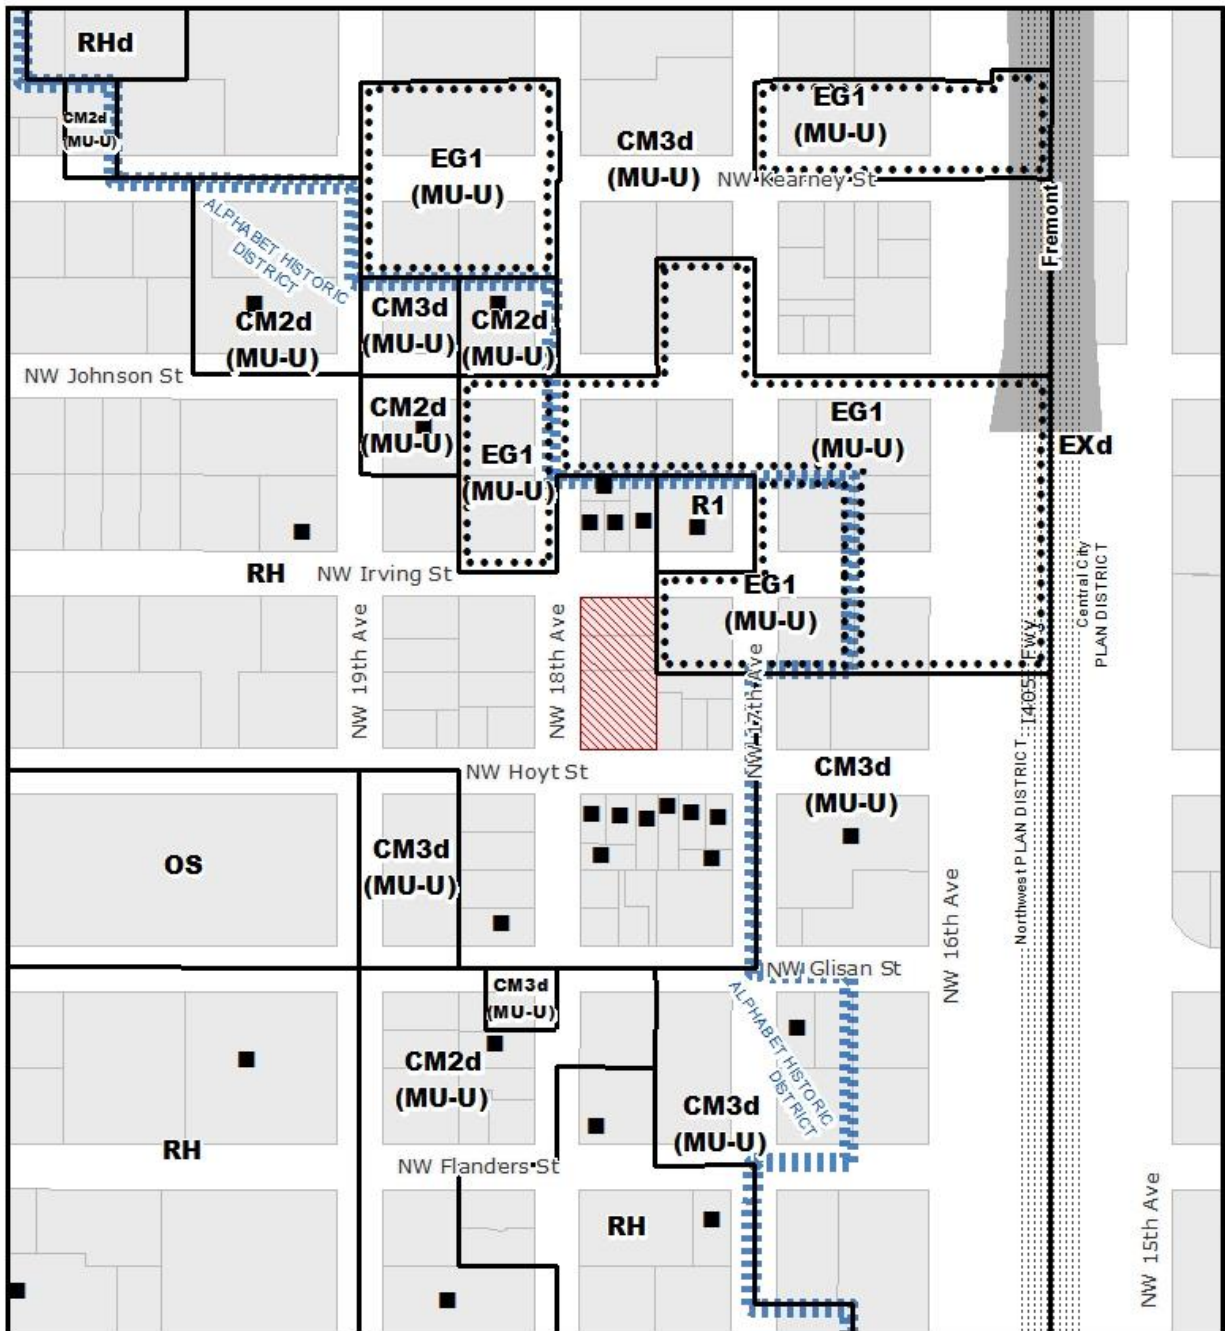 RHd
CM2d
(MU-U)
EG1
(MU-U)
CM3d
(MU-U)
EG1
(MU-U)
NW Kearney St
Fremont
ALPHABET HISTORIC
DISTRICT
CM2d
(MU-U)
CM3d
(MU-U)
CM2d
(MU-U)
NW Johnson St
CM2d
(MU-U)
EG1
(MU-U)
EG1
(MU-U)
EXd
R1
RH
NW Irving St
EG1
(MU-U)
Central City
PLAN DISTRICT
NW 19th Ave
NW 18th Ave
NW 17th Ave
I405 Fwy
Northwest PLAN DISTRICT
NW Hoyt St
CM3d
(MU-U)
OS
CM3d
(MU-U)
NW 16th Ave
NW Glisan St
CM3d
(MU-U)
ALPHABET HISTORIC
DISTRICT
CM2d
(MU-U)
CM3d
(MU-U)
RH
NW Flanders St
RH
NW 15th Ave